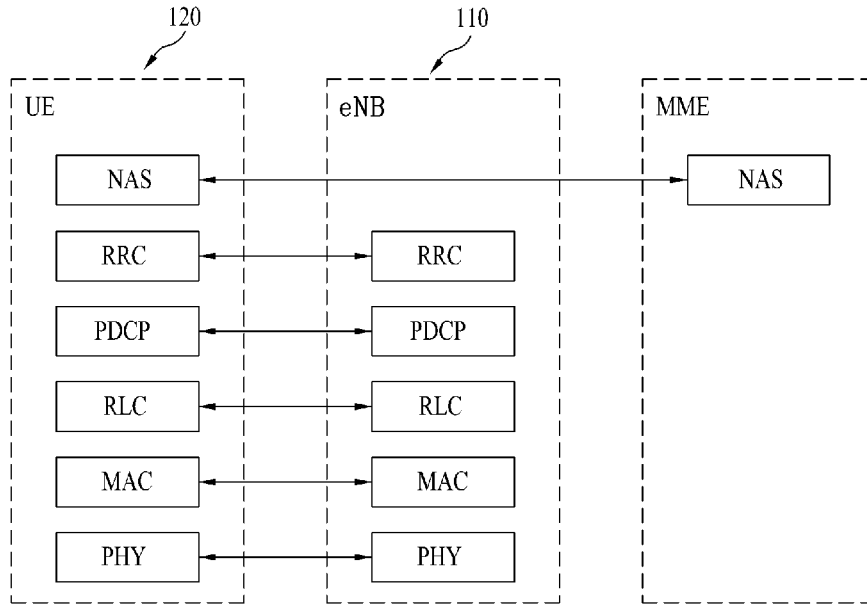 120
110
UE
eNB
MME
NAS
NAS
RRC
RRC
PDCP
PDCP
RLC
RLC
MAC
MAC
PHY
PHY